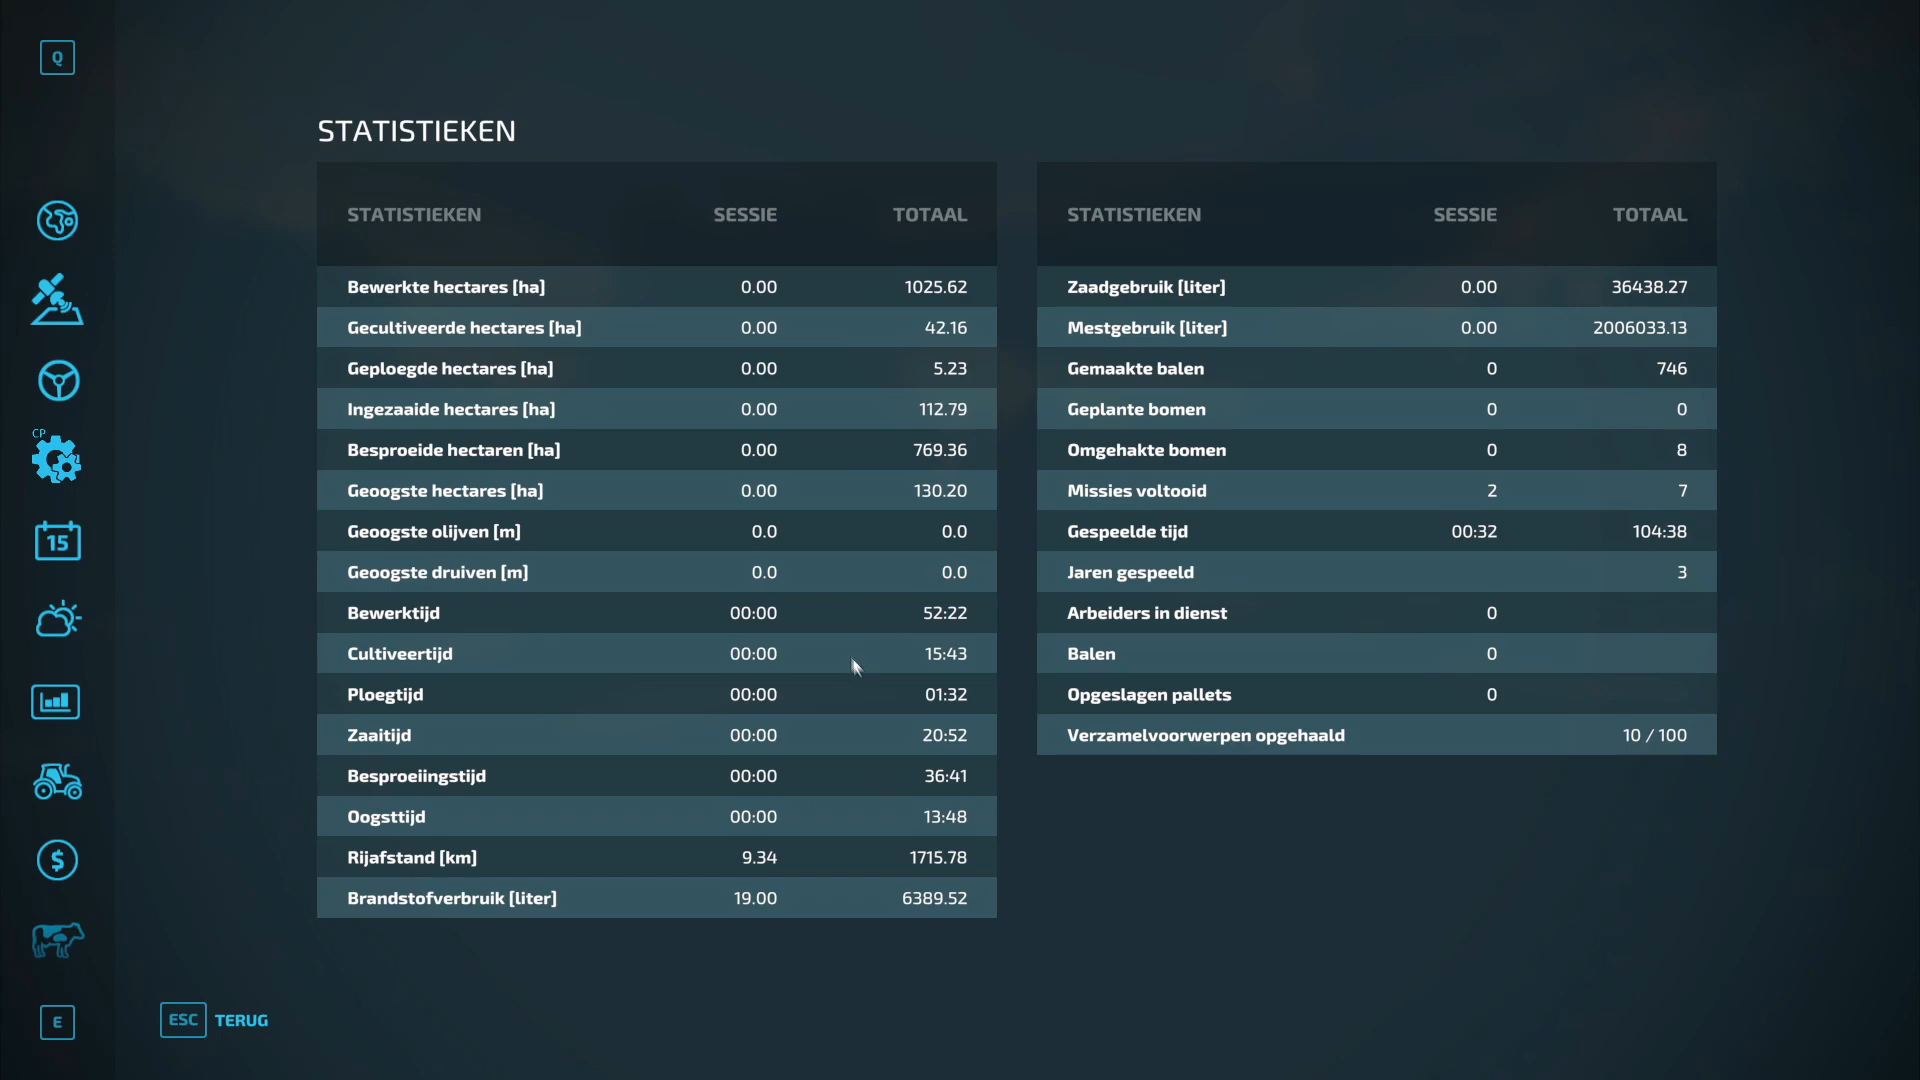 Q
STATISTIEKEN
STATISTIEKEN SESSIE TOTAAL
Bewerkte hectares [ha] 0.00 1025.62
Gecultiveerde hectares [ha] 0.00 42.16
Geploegde hectares [ha] 0.00 5.23
Ingezaaide hectares [ha] 0.00 112.79
Besproeide hectaren [ha] 0.00 769.36
Geoogste hectares [ha] 0.00 130.20
Geoogste olijven [m] 0.0 0.0
Geoogste druiven [m] 0.0 0.0
Bewerktijd 00:00 52:22
Cultiveertijd 00:00 15:43
Ploegtijd 00:00 01:32
Zaaitijd 00:00 20:52
Besproeiingstijd 00:00 36:41
Oogsttijd 00:00 13:48
Rijafstand [km] 9.34 1715.78
Brandstofverbruik [liter] 19.00 6389.52
STATISTIEKEN SESSIE TOTAAL
Zaadgebruik [liter] 0.00 36438.27
Mestgebruik [liter] 0.00 2006033.13
Gemaakte balen 0 746
Geplante bomen 0 0
Omgehakte bomen 0 8
Missies voltooid 2 7
Gespeelde tijd 00:32 104:38
Jaren gespeeld 3
Arbeiders in dienst 0
Balen 0
Opgeslagen pallets 0
Verzamelvoorwerpen opgehaald 10 / 100
CP
15
$
E
ESC TERUG